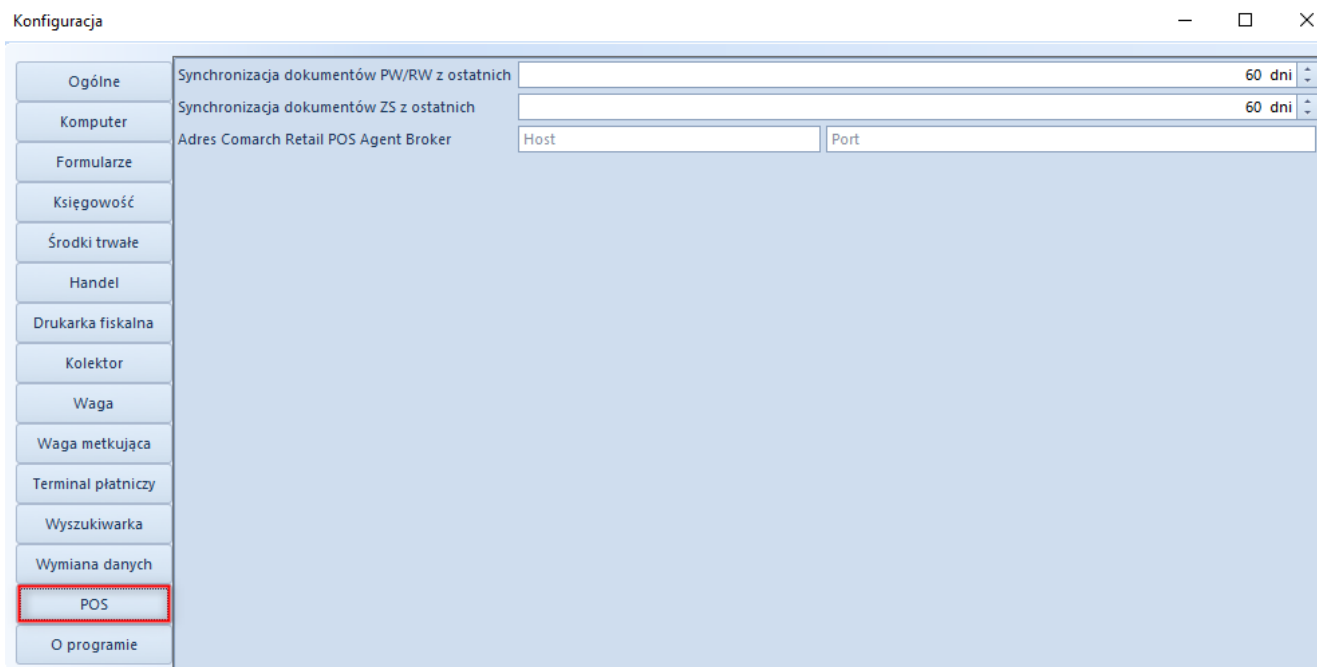 Konfiguracja
Ogólne
Komputer
Formularze
Księgowość
Środki trwałe
Handel
Drukarka fiskalna
Kolektor
Waga
Waga metkująca
Terminal płatniczy
Wyszukiwarka
Wymiana danych
POS
O programie
Synchronizacja dokumentów PW/RW z ostatnich 60 dni
Synchronizacja dokumentów ZS z ostatnich 60 dni
Adres Comarch Retail POS Agent Broker Host Port